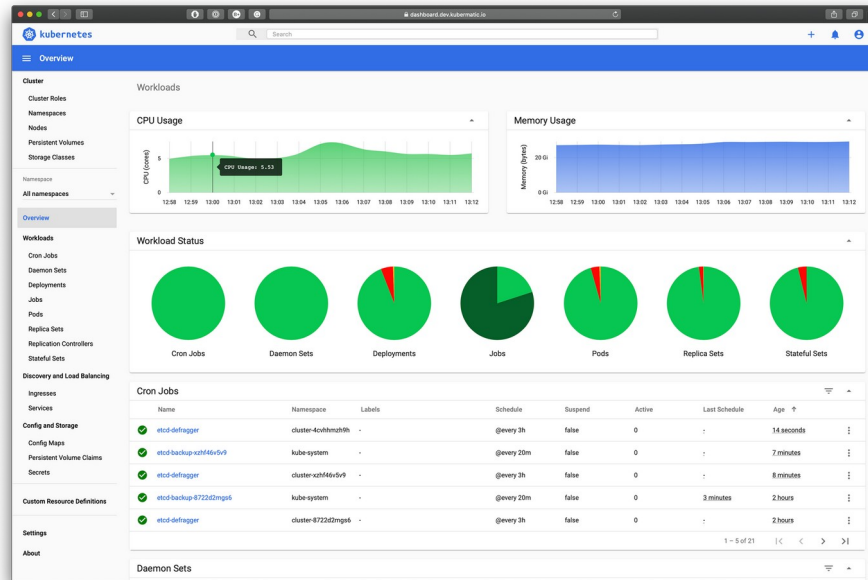 dashboard.dev.kubermatic.io
kubernetes
Search
Overview
Cluster
Cluster Roles
Namespaces
Nodes
Persistent Volumes
Storage Classes
Namespace
All namespaces
Overview
Workloads
Cron Jobs
Daemon Sets
Deployments
Jobs
Pods
Replica Sets
Replication Controllers
Stateful Sets
Discovery and Load Balancing
Ingresses
Services
Config and Storage
Config Maps
Persistent Volume Claims
Secrets
Custom Resource Definitions
Settings
About
Workloads
CPU Usage
CPU (cores)
5
0
CPU Usage: 5.53
12:58 12:59 13:00 13:01 13:02 13:03 13:04 13:05 13:06 13:07 13:08 13:09 13:10 13:11 13:12
Memory Usage
Memory (bytes)
20 Gi
0 Gi
12:58 12:59 13:00 13:01 13:02 13:03 13:04 13:05 13:06 13:07 13:08 13:09 13:10 13:11 13:12
Workload Status
Cron Jobs Daemon Sets Deployments Jobs Pods Replica Sets Stateful Sets
Cron Jobs
Name Namespace Labels Schedule Suspend Active Last Schedule Age
etcd-defragger cluster-4cvhhmzh9h - @every 3h false 0 - 14 seconds
etcd-backup-xzhf46v5v9 kube-system - @every 20m false 0 - 7 minutes
etcd-defragger cluster-xzhf46v5v9 - @every 3h false 0 - 8 minutes
etcd-backup-8722d2mgs6 kube-system - @every 20m false 0 3 minutes 2 hours
etcd-defragger cluster-8722d2mgs6 - @every 3h false 0 - 2 hours
1 – 5 of 21
Daemon Sets